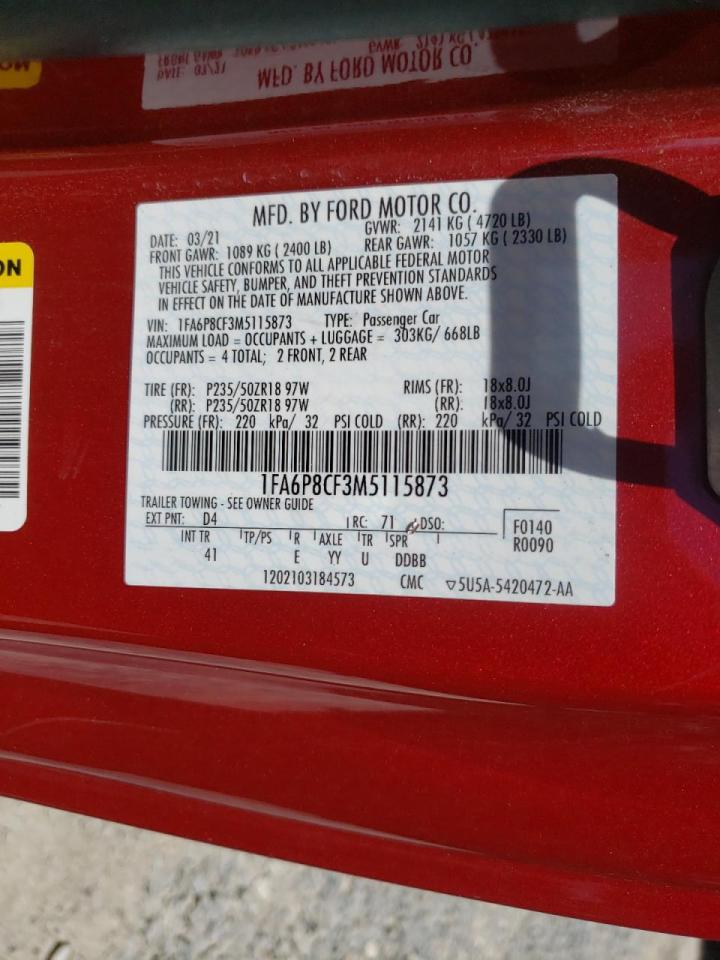 MFD. BY FORD MOTOR CO.
DATE: 03/21 GVWR: 2141 KG ( 4720 LB)
FRONT GAWR: 1089 KG ( 2400 LB) REAR GAWR: 1057 KG ( 2330 LB)
THIS VEHICLE CONFORMS TO ALL APPLICABLE FEDERAL MOTOR
VEHICLE SAFETY, BUMPER, AND THEFT PREVENTION STANDARDS
IN EFFECT ON THE DATE OF MANUFACTURE SHOWN ABOVE.
VIN: 1FA6P8CF3M5115873 TYPE: Passenger Car
MAXIMUM LOAD = OCCUPANTS + LUGGAGE = 303KG/ 668LB
OCCUPANTS = 4 TOTAL; 2 FRONT, 2 REAR
TIRE (FR): P235/50ZR18 97W RIMS (FR): 18x8.0J
(RR): P235/50ZR18 97W (RR): 18x8.0J
PRESSURE (FR): 220 kPa/ 32 PSI COLD (RR): 220 kPa/ 32 PSI COLD
1FA6P8CF3M5115873
TRAILER TOWING - SEE OWNER GUIDE
EXT PNT: D4 RC: 71 DSO: F0140
INT TR TP/PS R AXLE TR SPR R0090
41 E YY U DDBB
1202103184573 CMC ▽5U5A-5420472-AA
ON